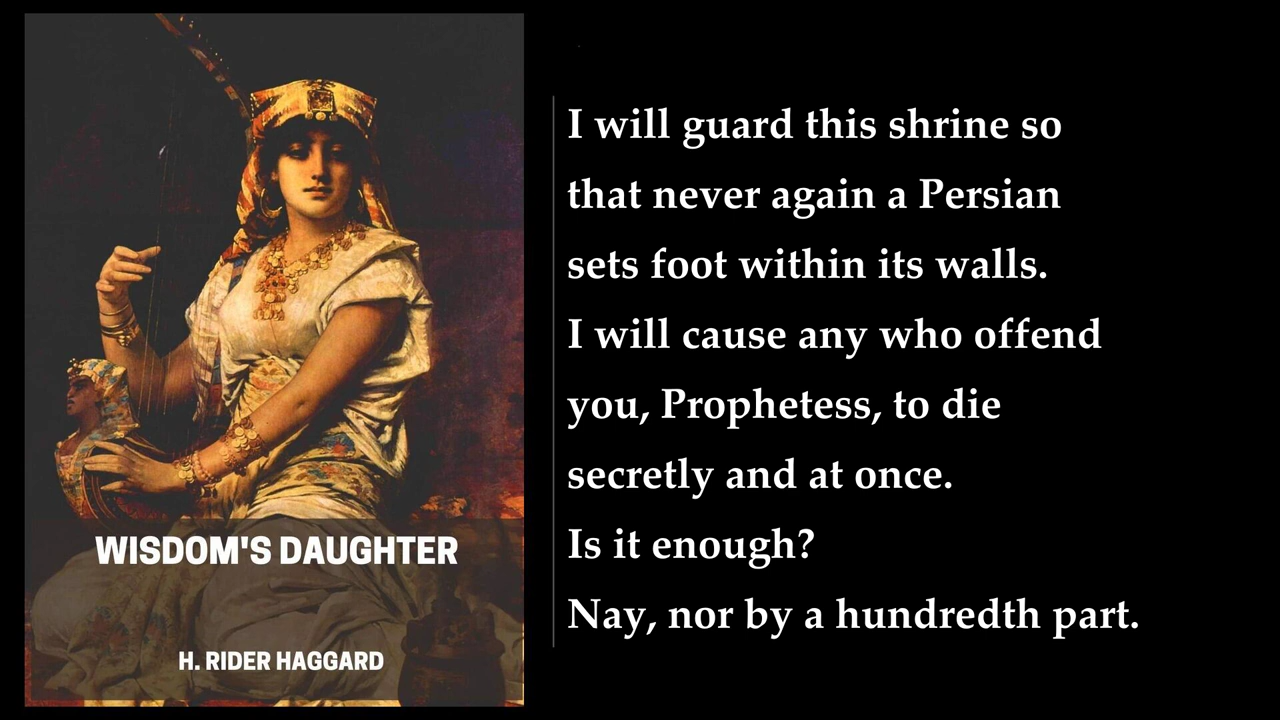 WISDOM'S DAUGHTER
H. RIDER HAGGARD
I will guard this shrine so
that never again a Persian
sets foot within its walls.
I will cause any who offend
you, Prophetess, to die
secretly and at once.
Is it enough?
Nay, nor by a hundredth part.